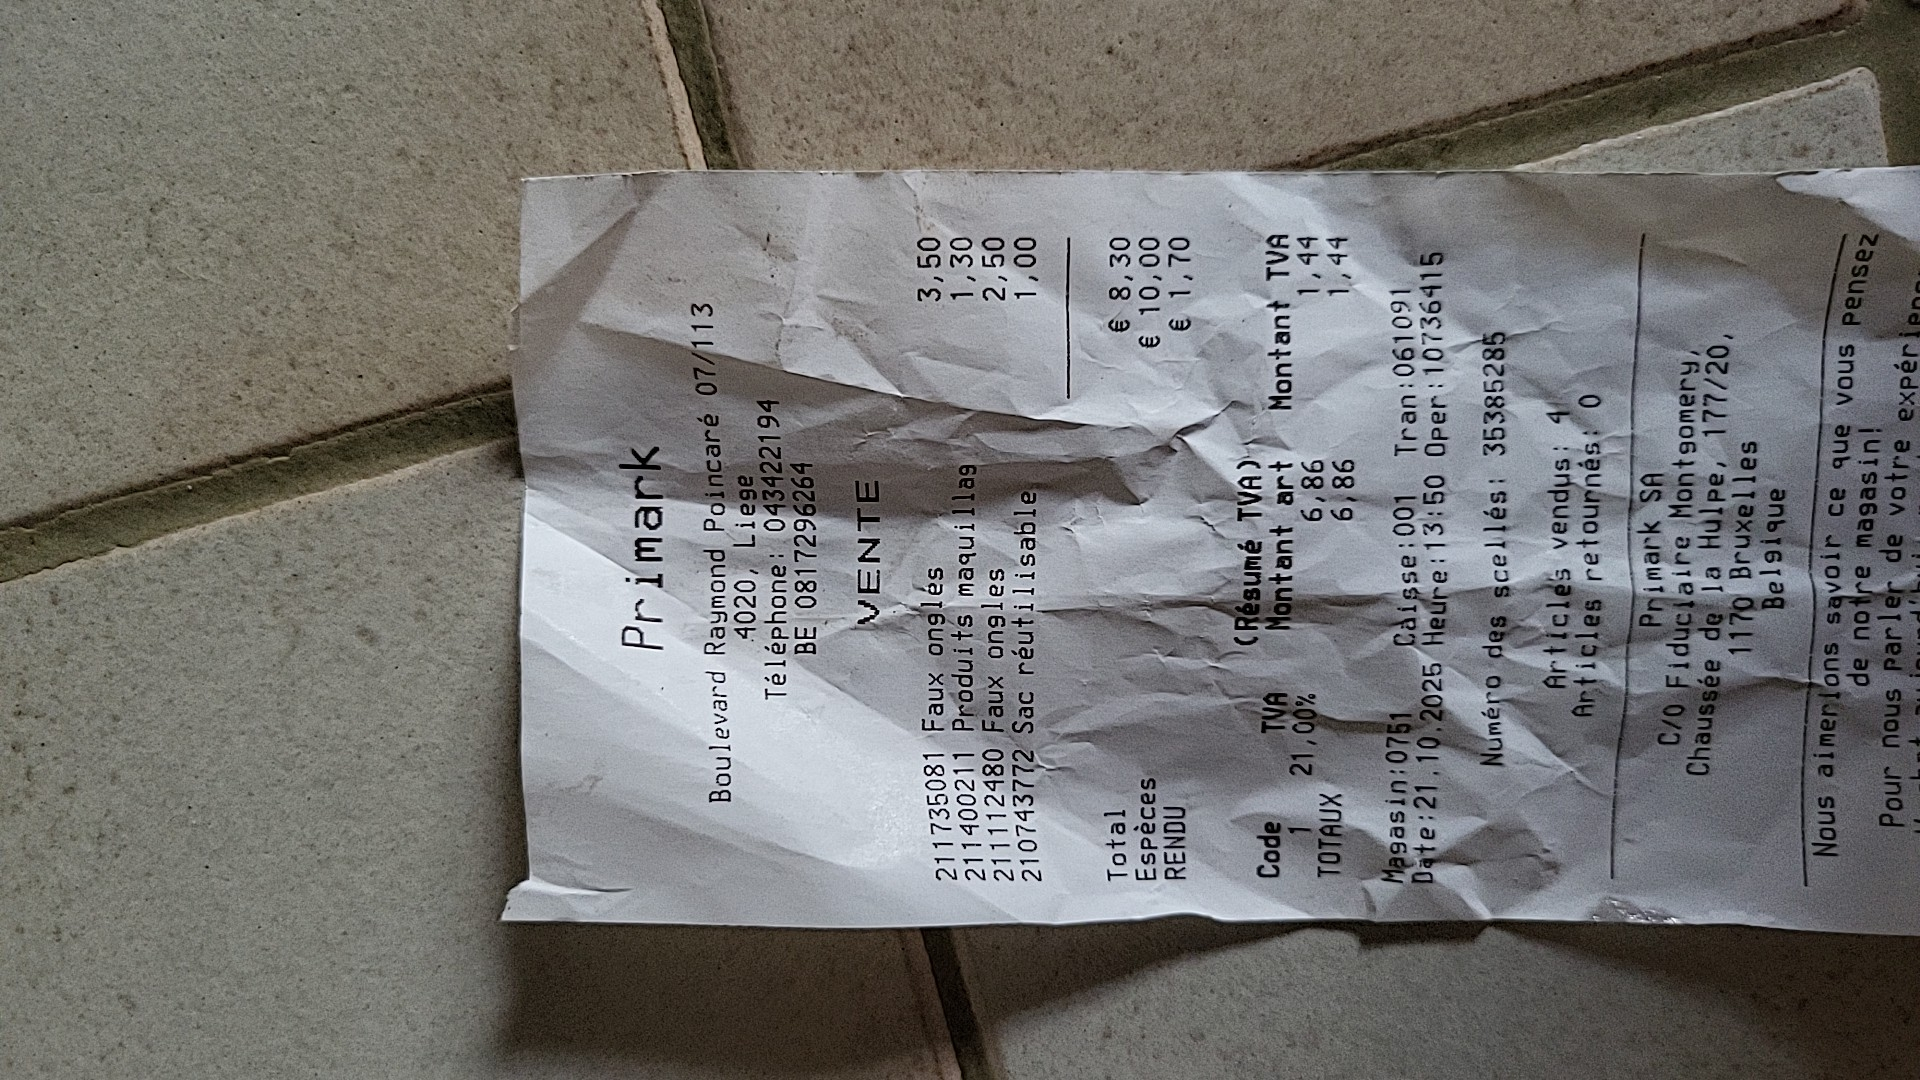 Primark
Boulevard Raymond Poincaré 07/113
4020, Liege
Téléphone: 043422194
BE 0817296264
VENTE
211735081 Faux ongles 3,50
211400211 Produits maquillag 1,30
211112480 Faux ongles 2,50
210743772 Sac réutilisable 1,00
Total € 8,30
Espèces € 10,00
RENDU € 1,70
(Résumé TVA)
Code TVA Montant art Montant TVA
1 21,00% 6,86 1,44
TOTAUX 6,86 1,44
Magasin:0751 Caisse:001 Tran:061091
Date:21.10.2025 Heure:13:50 Oper:10736415
Numéro des scellés: 35385285
Articles vendus: 4
Articles retournés: 0
Primark SA
C/O Fiduciaire Montgomery,
Chaussée de la Hulpe, 177/20,
1170 Bruxelles
Belgique
Nous aimerions savoir ce que vous pensez
de notre magasin!
Pour nous parler de votre